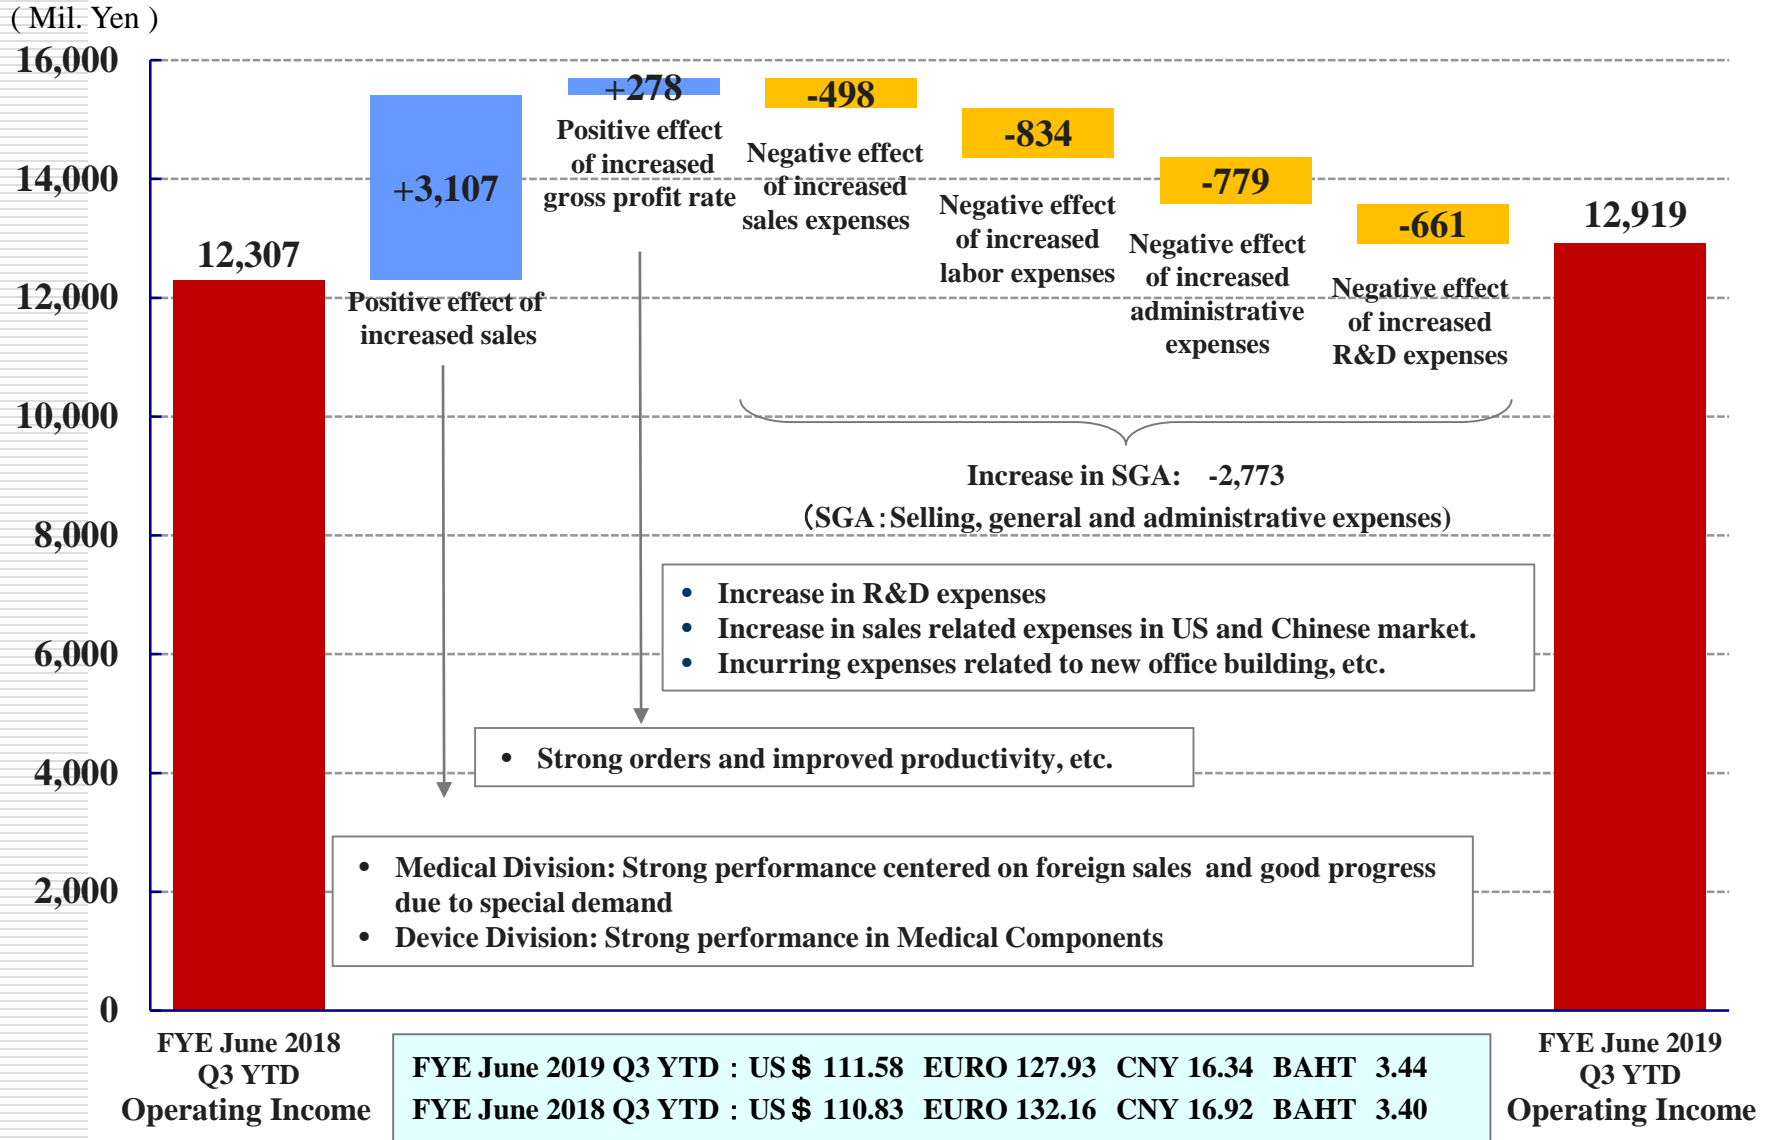 ( Mil. Yen )
16,000
14,000
12,000
10,000
8,000
6,000
4,000
2,000
0
12,307
+3,107
Positive effect of
increased sales
+278
Positive effect
of increased
gross profit rate
-498
Negative effect
of increased
sales expenses
-834
Negative effect
of increased
labor expenses
-779
Negative effect
of increased
administrative
expenses
-661
Negative effect
of increased
R&D expenses
12,919
Increase in SGA: -2,773
(SGA:Selling, general and administrative expenses)
• Increase in R&D expenses
• Increase in sales related expenses in US and Chinese market.
• Incurring expenses related to new office building, etc.
• Strong orders and improved productivity, etc.
• Medical Division: Strong performance centered on foreign sales and good progress
due to special demand
• Device Division: Strong performance in Medical Components
FYE June 2018
Q3 YTD
Operating Income
FYE June 2019 Q3 YTD : US$ 111.58 EURO 127.93 CNY 16.34 BAHT 3.44
FYE June 2018 Q3 YTD : US$ 110.83 EURO 132.16 CNY 16.92 BAHT 3.40
FYE June 2019
Q3 YTD
Operating Income